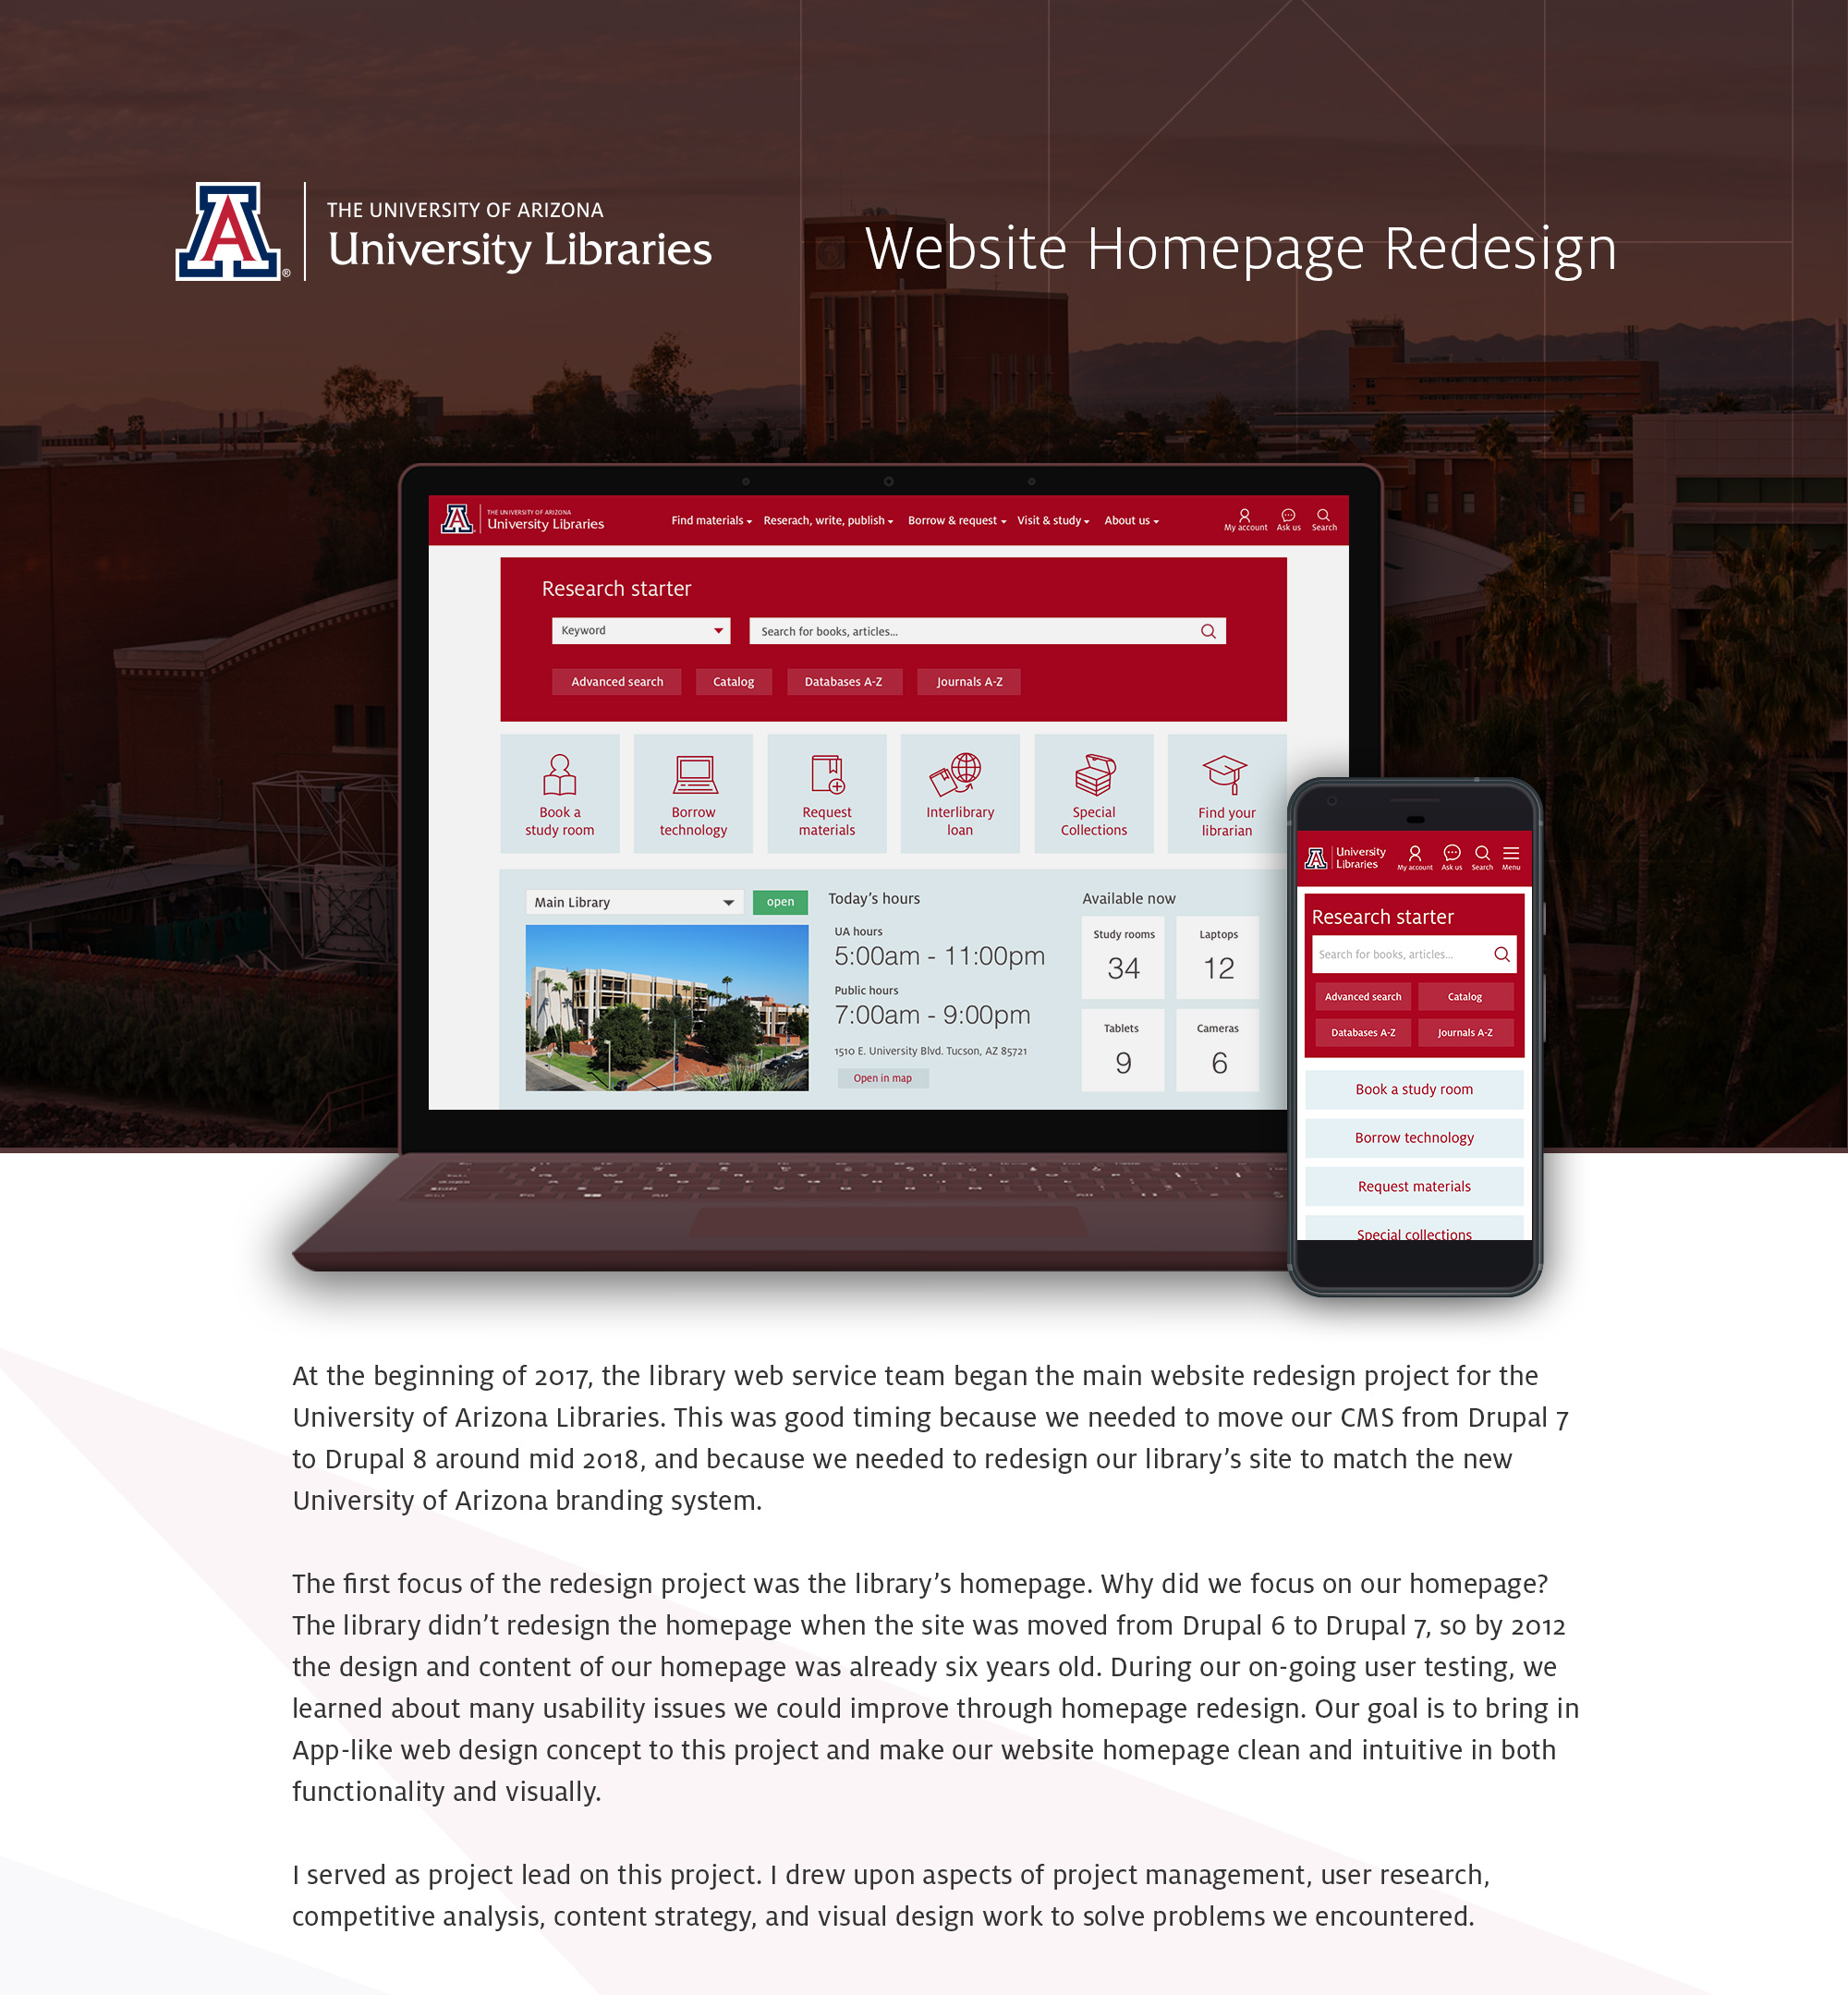 THE UNIVERSITY OF ARIZONA
University Libraries
Website Homepage Redesign
THE UNIVERSITY OF ARIZONA
University Libraries
Find materials Reserach, write, publish Borrow & request Visit & study About us
My account Ask us Search
Research starter
Keyword
Search for books, articles...
Advanced search Catalog Databases A-Z Journals A-Z
Book a
study room
Borrow
technology
Request
materials
Interlibrary
loan
Special
Collections
Find your
librarian
Main Library
open
Today's hours
UA hours
5:00am - 11:00pm
Public hours
7:00am - 9:00pm
1510 E. University Blvd. Tucson, AZ 85721
Open in map
Available now
Study rooms
34
Laptops
12
Tablets
9
Cameras
6
University
Libraries
My account Ask us Search Menu
Research starter
Search for books, articles...
Advanced search Catalog
Databases A-Z Journals A-Z
Book a study room
Borrow technology
Request materials
Special collections
At the beginning of 2017, the library web service team began the main website redesign project for the
University of Arizona Libraries. This was good timing because we needed to move our CMS from Drupal 7
to Drupal 8 around mid 2018, and because we needed to redesign our library’s site to match the new
University of Arizona branding system.
The first focus of the redesign project was the library’s homepage. Why did we focus on our homepage?
The library didn’t redesign the homepage when the site was moved from Drupal 6 to Drupal 7, so by 2012
the design and content of our homepage was already six years old. During our on-going user testing, we
learned about many usability issues we could improve through homepage redesign. Our goal is to bring in
App-like web design concept to this project and make our website homepage clean and intuitive in both
functionality and visually.
I served as project lead on this project. I drew upon aspects of project management, user research,
competitive analysis, content strategy, and visual design work to solve problems we encountered.